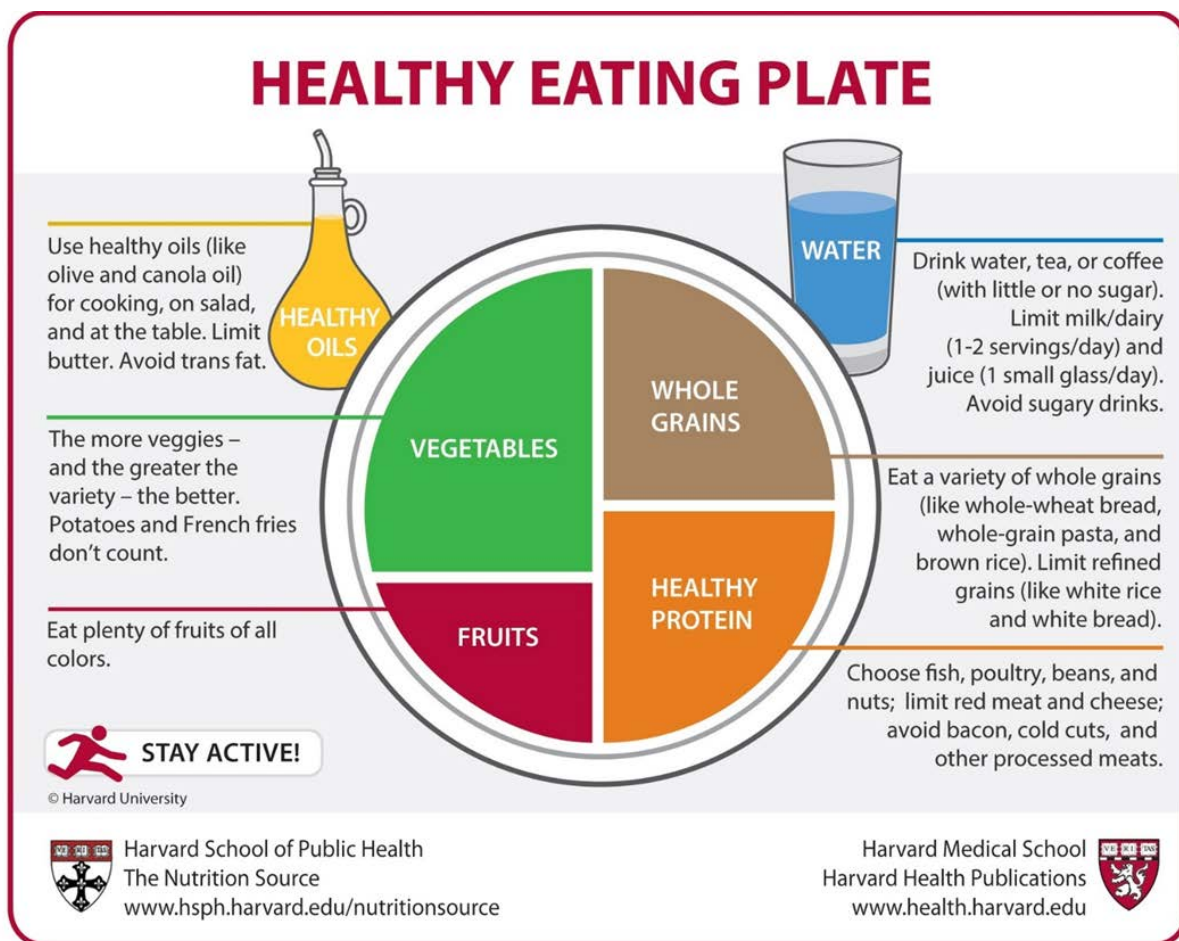 HEALTHY EATING PLATE
Use healthy oils (like
olive and canola oil)
for cooking, on salad,
and at the table. Limit
butter. Avoid trans fat.
HEALTHY
OILS
The more veggies –
and the greater the
variety – the better.
Potatoes and French fries
don't count.
Eat plenty of fruits of all
colors.
VEGETABLES
FRUITS
WHOLE
GRAINS
HEALTHY
PROTEIN
WATER
Drink water, tea, or coffee
(with little or no sugar).
Limit milk/dairy
(1-2 servings/day) and
juice (1 small glass/day).
Avoid sugary drinks.
Eat a variety of whole grains
(like whole-wheat bread,
whole-grain pasta, and
brown rice). Limit refined
grains (like white rice
and white bread).
Choose fish, poultry, beans, and
nuts; limit red meat and cheese;
avoid bacon, cold cuts, and
other processed meats.
STAY ACTIVE!
© Harvard University
Harvard School of Public Health
The Nutrition Source
www.hsph.harvard.edu/nutritionsource
Harvard Medical School
Harvard Health Publications
www.health.harvard.edu
VE RI TAS